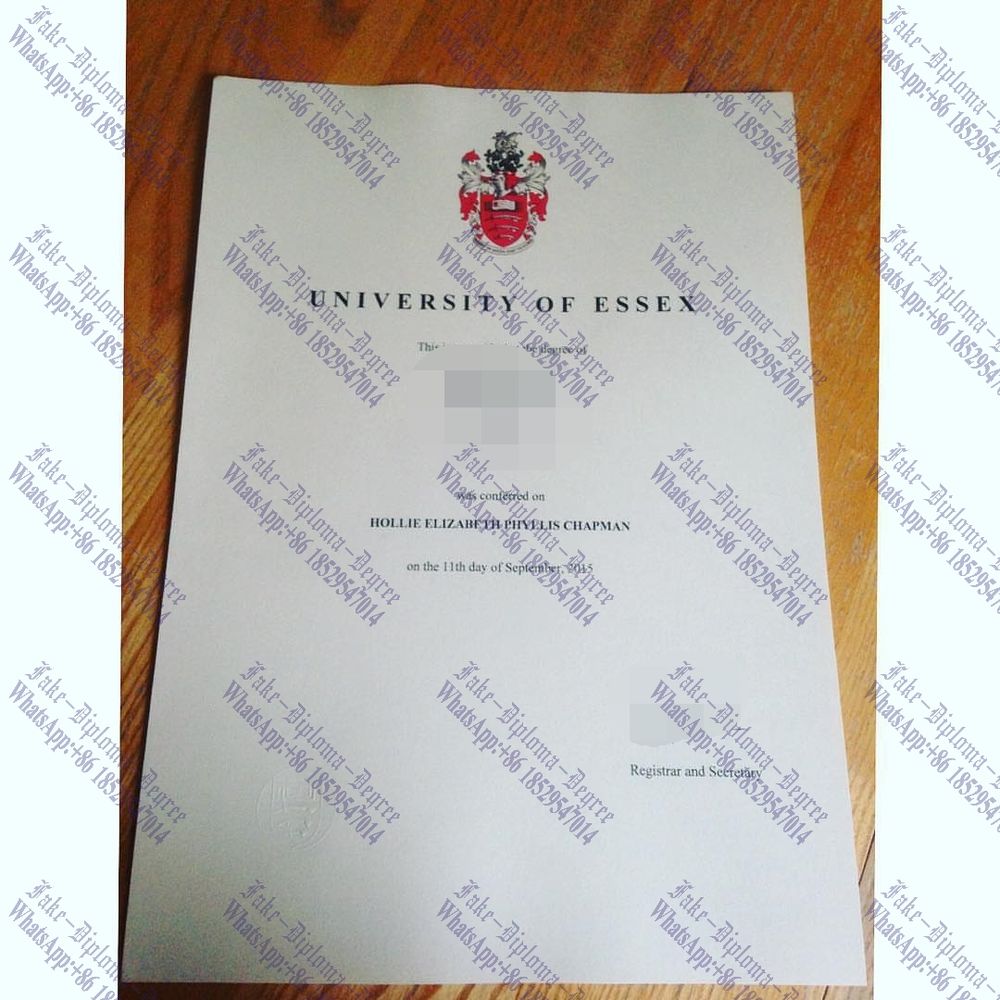 UNIVERSITY OF ESSEX
This degree of
was conferred on
HOLLIE ELIZABETH PHYLLIS CHAPMAN
on the 11th day of September, 2015
Registrar and Secretary
Fake-Diploma-Degree
WhatsApp:+86 18529547014